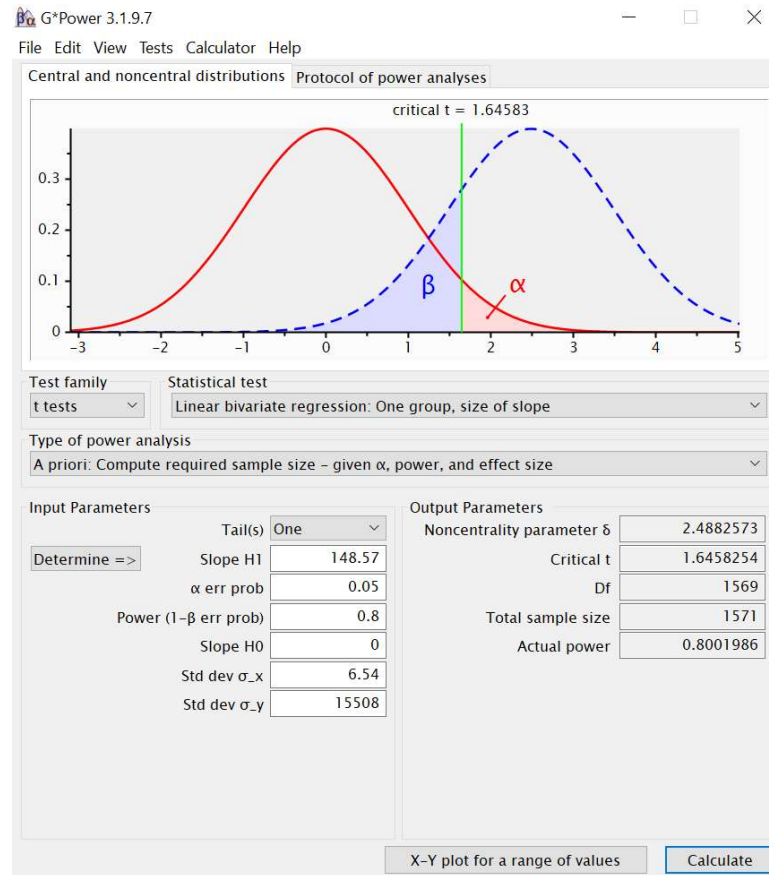 βα G*Power 3.1.9.7
File Edit View Tests Calculator Help
Central and noncentral distributions Protocol of power analyses
critical t = 1.64583
0.3
0.2
0.1
0
β
α
-3 -2 -1 0 1 2 3 4 5
Test family Statistical test
t tests Linear bivariate regression: One group, size of slope
Type of power analysis
A priori: Compute required sample size – given α, power, and effect size
Input Parameters
Tail(s) One
Determine => Slope H1 148.57
α err prob 0.05
Power (1-β err prob) 0.8
Slope H0 0
Std dev σ_x 6.54
Std dev σ_y 15508
Output Parameters
Noncentrality parameter δ 2.4882573
Critical t 1.6458254
Df 1569
Total sample size 1571
Actual power 0.8001986
X-Y plot for a range of values Calculate